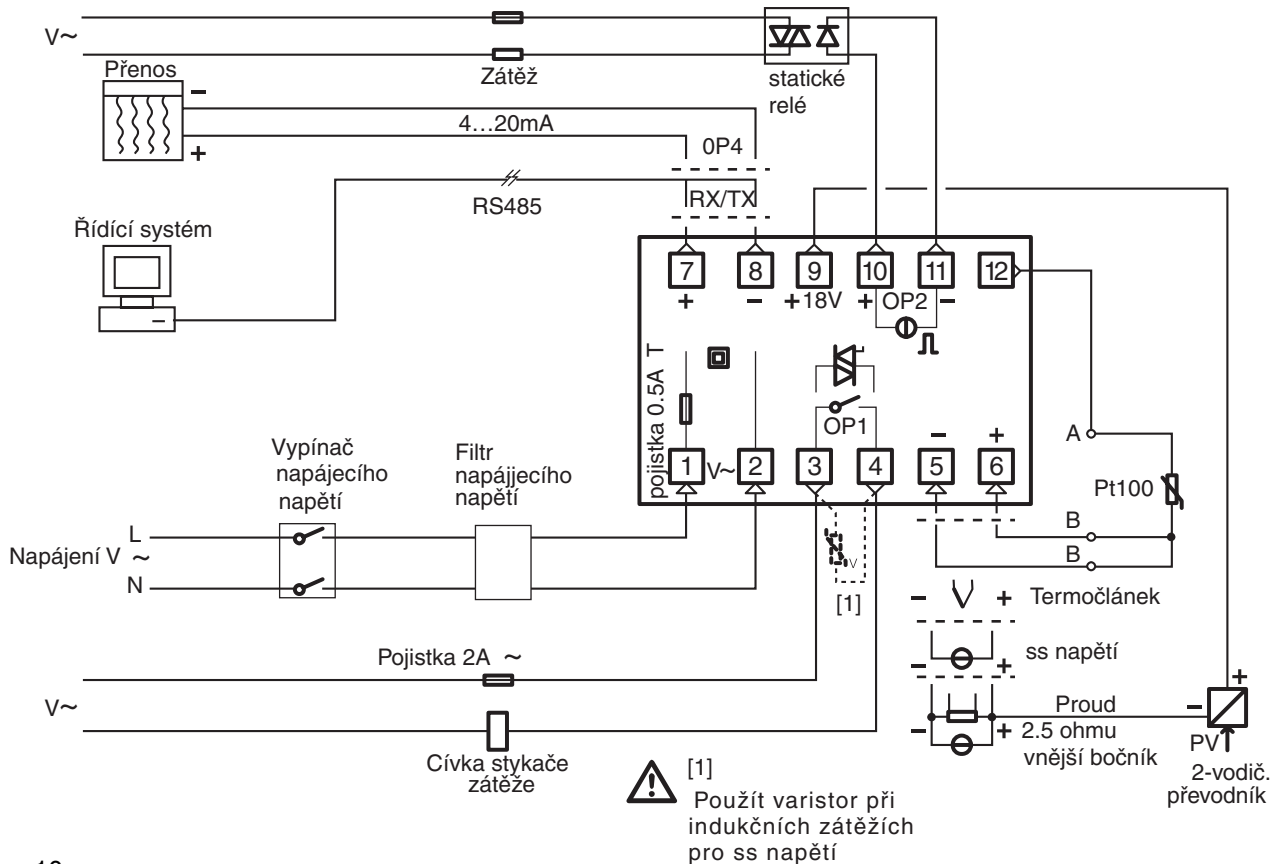 V~
Zátěž
statické
relé
Přenos
–
4...20mA
+
0P4
RX/TX
RS485
Řídící systém
7 8 9 10 11 12
+ – +18V + OP2 –
pojistka 0.5A T
OP1
– +
1 V~ 2 3 4 5 6
A
Pt100
B
B
Vypínač
napájecího
napětí
Filtr
napájjecího
napětí
L
Napájení V ~
N
V
[1]
– + Termočlánek
ss napětí
– +
Pojistka 2A ~
V~
Cívka stykače
zátěže
Proud
– + 2.5 ohmu
vnější bočník
+
–
PV
2-vodič.
převodník
[1]
Použít varistor při
indukčních zátěžích
pro ss napětí